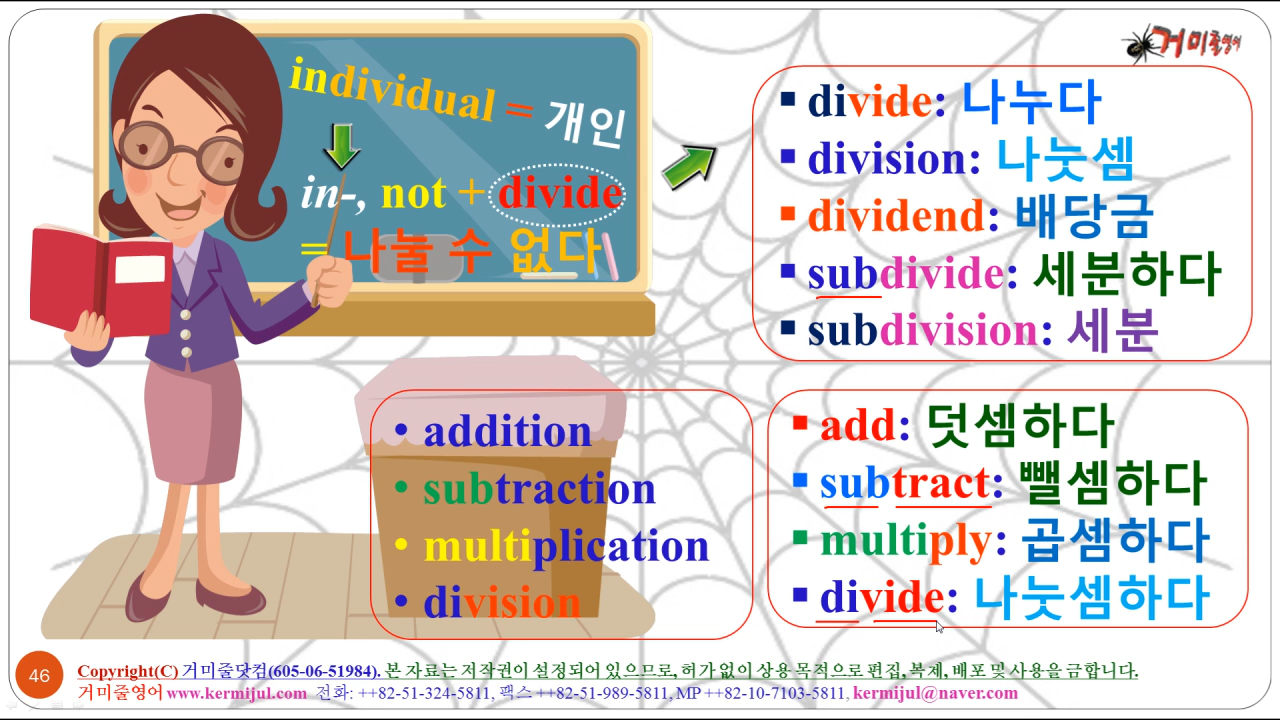 거미줄영어
individual = 개인
in-, not + divide
= 나눌 수 없다
▪ divide: 나누다
▪ division: 나눗셈
▪ dividend: 배당금
▪ subdivide: 세분하다
▪ subdivision: 세분
• addition
• subtraction
• multiplication
• division
▪ add: 덧셈하다
▪ subtract: 뺄셈하다
▪ multiply: 곱셈하다
▪ divide: 나눗셈하다
46
Copyright(C) 거미줄닷컴(605-06-51984). 본 자료는 저작권이 설정되어 있으므로, 허가 없이 상용 목적으로 편집, 복제, 배포 및 사용을 금합니다.
거미줄영어 www.kermijul.com 전화: ++82-51-324-5811, 팩스 ++82-51-989-5811, MP ++82-10-7103-5811, kermijul@naver.com